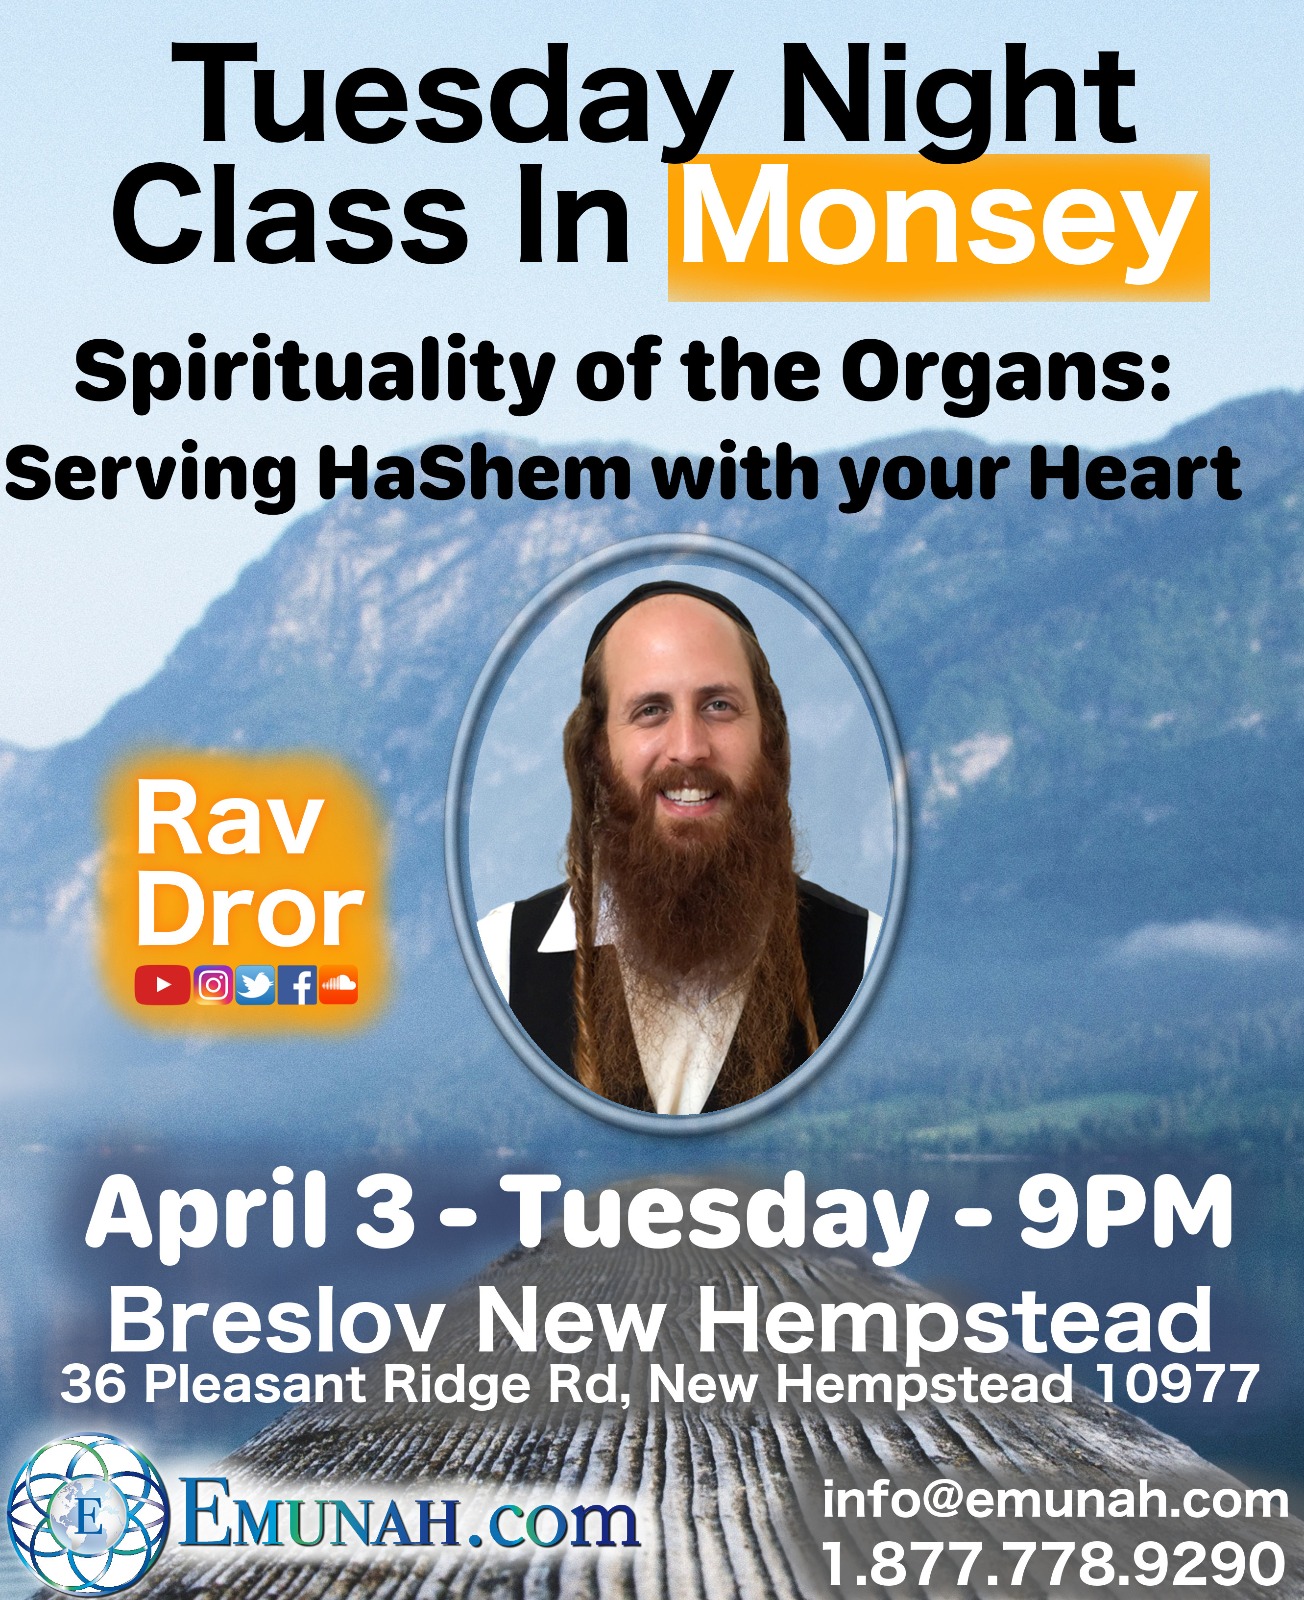 Tuesday Night
Class In Monsey
Spirituality of the Organs:
Serving HaShem with your Heart
Rav
Dror
April 3 - Tuesday - 9PM
Breslov New Hempstead
36 Pleasant Ridge Rd, New Hempstead 10977
E
EMUNAH.com
info@emunah.com
1.877.778.9290